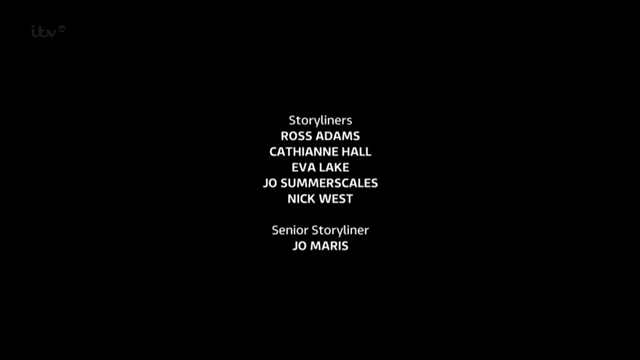 itv
Storyliners
ROSS ADAMS
CATHIANNE HALL
EVA LAKE
JO SUMMERSCALES
NICK WEST
Senior Storyliner
JO MARIS